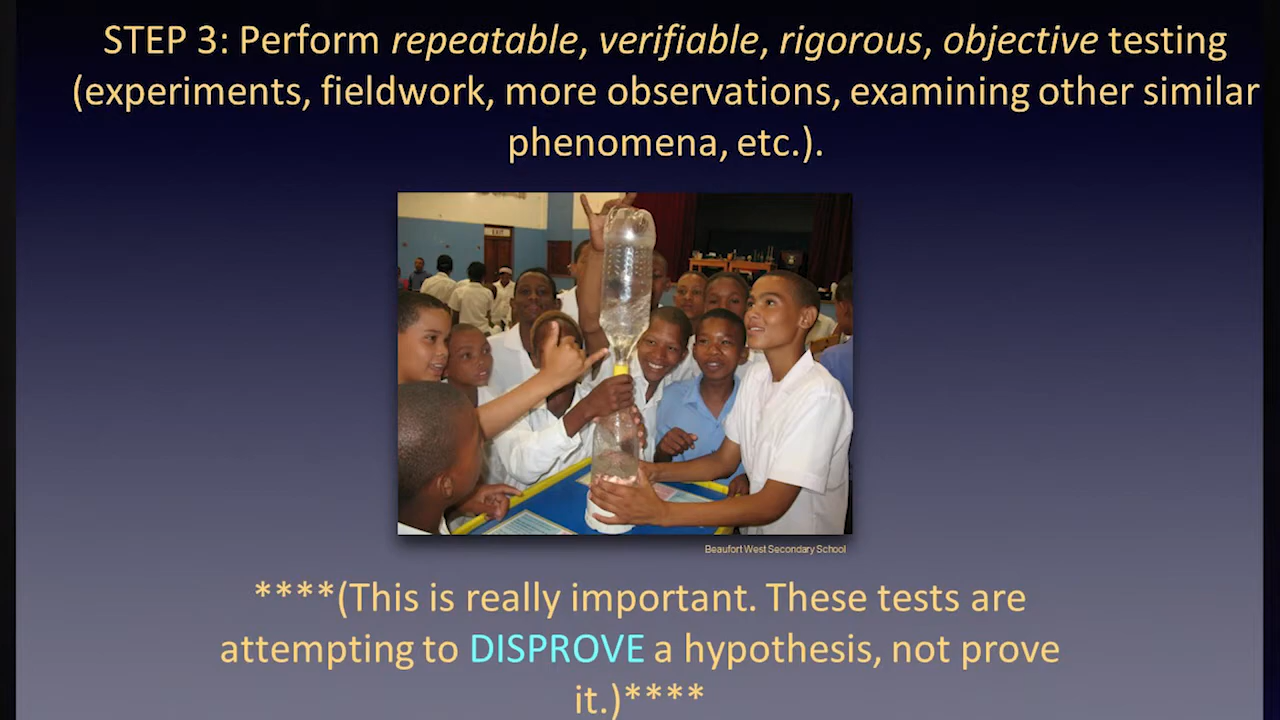 STEP 3: Perform repeatable, verifiable, rigorous, objective testing
(experiments, fieldwork, more observations, examining other similar
phenomena, etc.).
EXIT
Beaufort West Secondary School
****(This is really important. These tests are
attempting to DISPROVE a hypothesis, not prove
it.)****